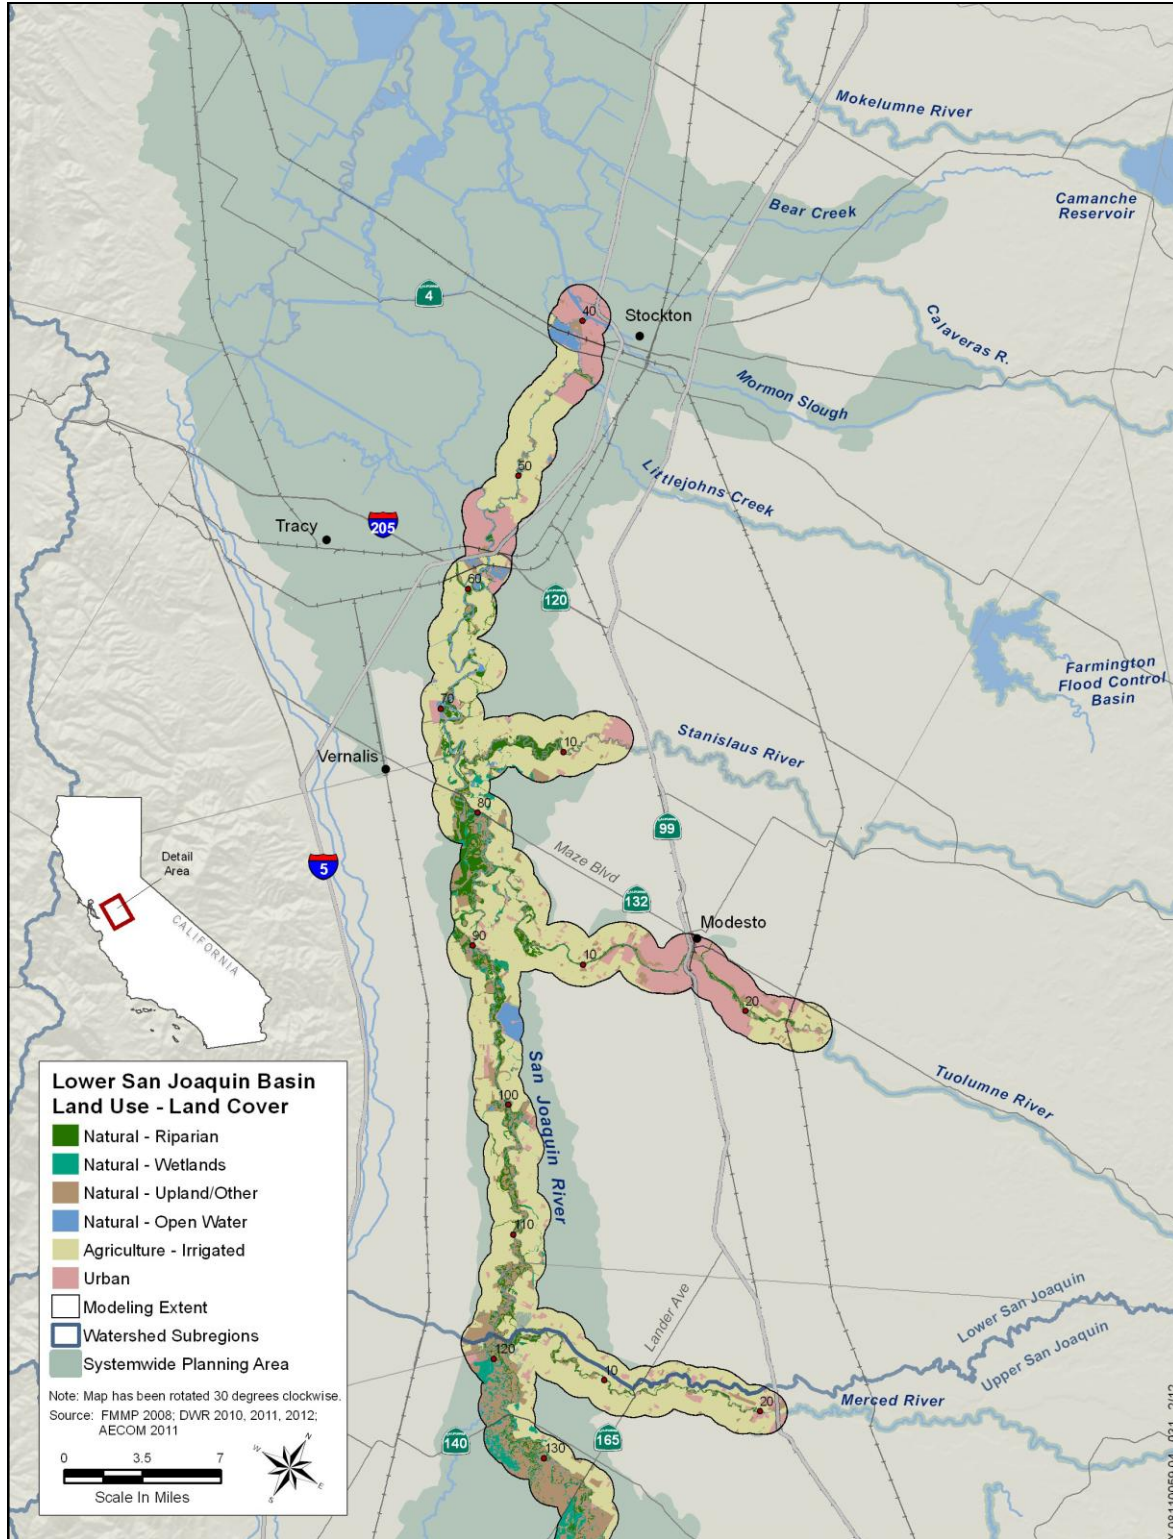 Mokelumne River
Camanche
Reservoir
Bear Creek
4
40
Stockton
Calaveras R.
Mormon Slough
50
Littlejohns Creek
Tracy
205
60
120
Farmington
Flood Control
Basin
70
Stanislaus River
10
Vernalis
80
99
Maze Blvd
5
132
Detail
Area
CALIFORNIA
Modesto
90
10
20
San Joaquin River
Tuolumne River
100
110
Lander Ave
Lower San Joaquin
Upper San Joaquin
120
10
Merced River
20
140
165
130
Lower San Joaquin Basin
Land Use - Land Cover
Natural - Riparian
Natural - Wetlands
Natural - Upland/Other
Natural - Open Water
Agriculture - Irrigated
Urban
Modeling Extent
Watershed Subregions
Systemwide Planning Area
Note: Map has been rotated 30 degrees clockwise.
Source: FMMP 2008; DWR 2010, 2011, 2012;
AECOM 2011
0 3.5 7
Scale In Miles
N
W
E
S